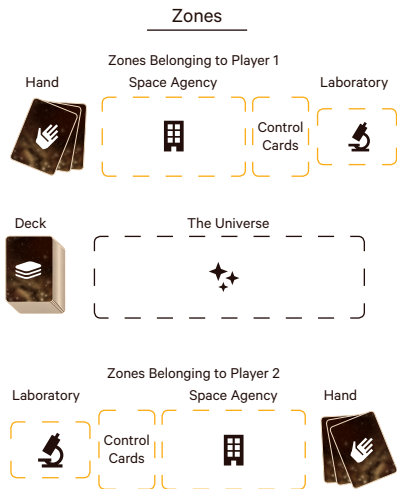 Zones
Zones Belonging to Player 1
Hand
Space Agency
Laboratory
Control
Cards
Deck
The Universe
Zones Belonging to Player 2
Laboratory
Space Agency
Hand
Control
Cards